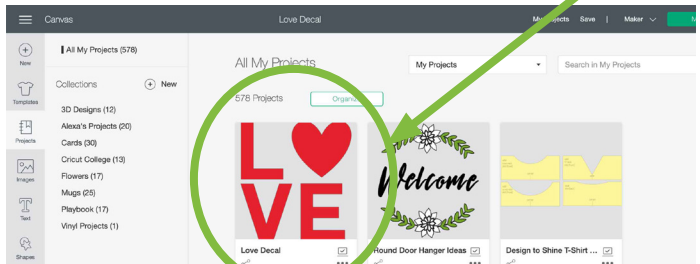 Canvas
Love Decal
My Projects Save | Maker
New
Templates
Projects
Images
Text
Shapes
All My Projects (578)
Collections
New
3D Designs (12)
Alexa's Projects (20)
Cards (30)
Cricut College (13)
Flowers (17)
Mugs (25)
Playbook (17)
Vinyl Projects (1)
All My Projects
My Projects
Search in My Projects
578 Projects
L
VE
Love Decal
Welcome
Round Door Hanger Ideas
Design to Shine T-Shirt ...